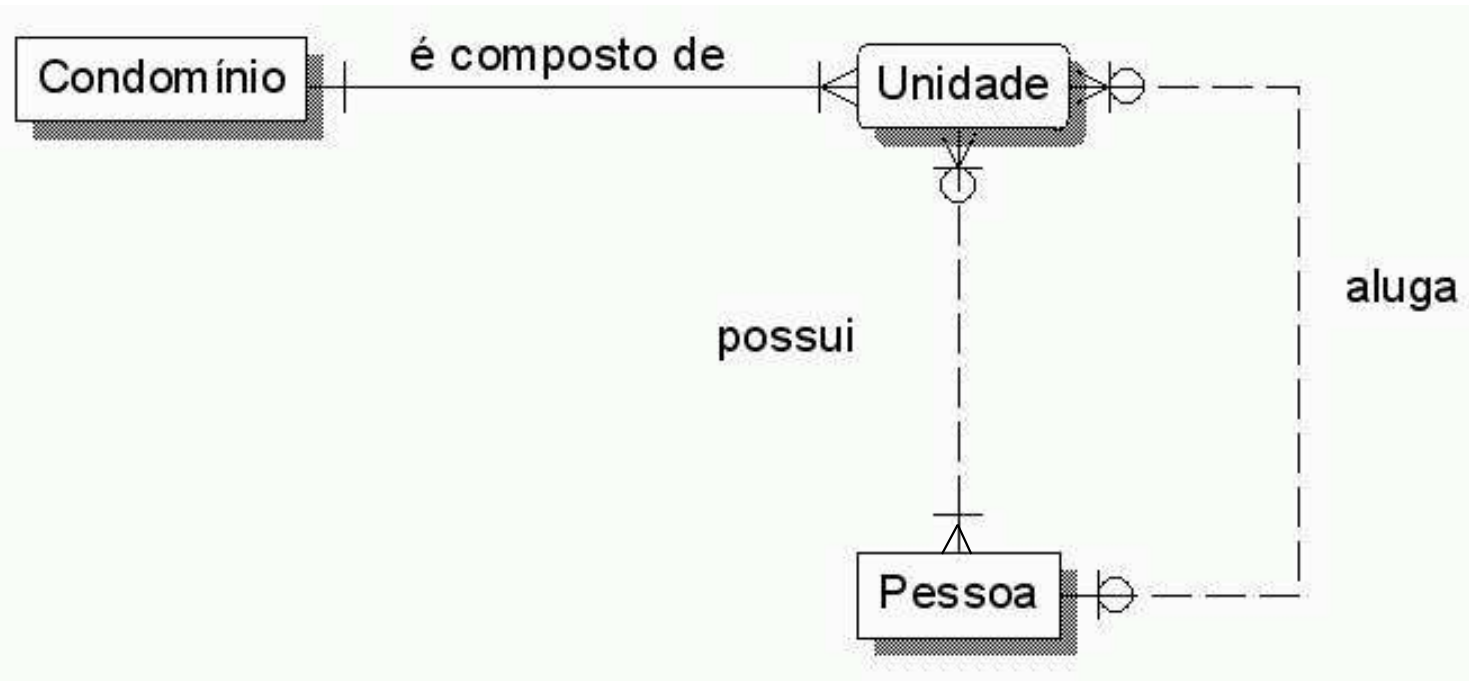 é composto de
Condomínio
Unidade
aluga
possui
Pessoa